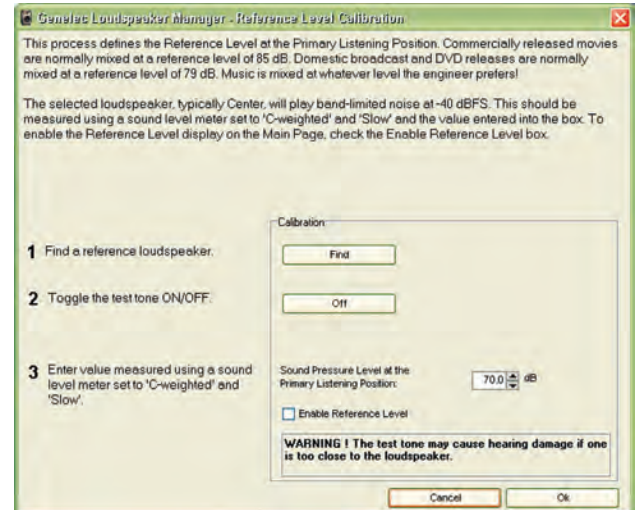 Genelec Loudspeaker Manager - Reference Level Calibration
This process defines the Reference Level at the Primary Listening Position. Commercially released movies
are normally mixed at a reference level of 85 dB. Domestic broadcast and DVD releases are normally
mixed at a reference level of 79 dB. Music is mixed at whatever level the engineer prefers!
The selected loudspeaker, typically Center, will play band-limited noise at -40 dBFS. This should be
measured using a sound level meter set to 'C-weighted' and 'Slow' and the value entered into the box. To
enable the Reference Level display on the Main Page, check the Enable Reference Level box.
Calibration
1 Find a reference loudspeaker.
Find
2 Toggle the test tone ON/OFF.
Off
3 Enter value measured using a sound
level meter set to 'C-weighted' and
'Slow'.
Sound Pressure Level at the
Primary Listening Position:
70.0 dB
Enable Reference Level
WARNING ! The test tone may cause hearing damage if one
is too close to the loudspeaker.
Cancel
Ok